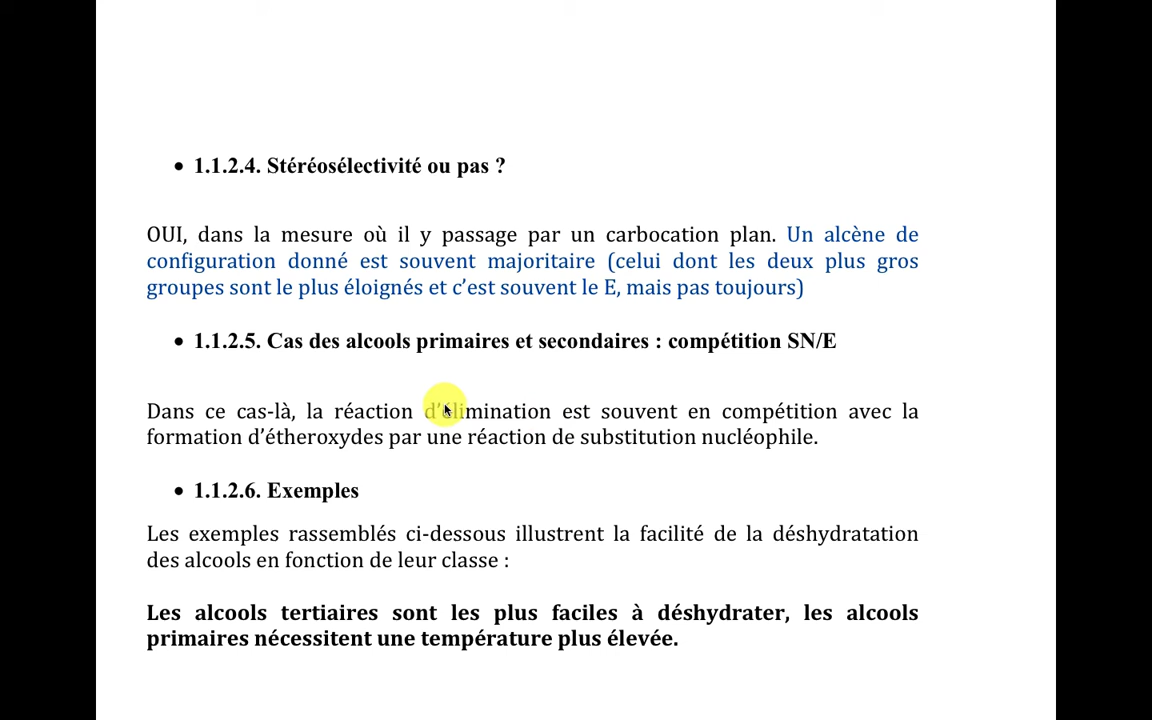 • 1.1.2.4. Stéréosélectivité ou pas ?
OUI, dans la mesure où il y passage par un carbocation plan. Un alcène de
configuration donné est souvent majoritaire (celui dont les deux plus gros
groupes sont le plus éloignés et c’est souvent le E, mais pas toujours)
• 1.1.2.5. Cas des alcools primaires et secondaires : compétition SN/E
Dans ce cas-là, la réaction d’élimination est souvent en compétition avec la
formation d’étheroxydes par une réaction de substitution nucléophile.
• 1.1.2.6. Exemples
Les exemples rassemblés ci-dessous illustrent la facilité de la déshydratation
des alcools en fonction de leur classe :
Les alcools tertiaires sont les plus faciles à déshydrater, les alcools
primaires nécessitent une température plus élevée.